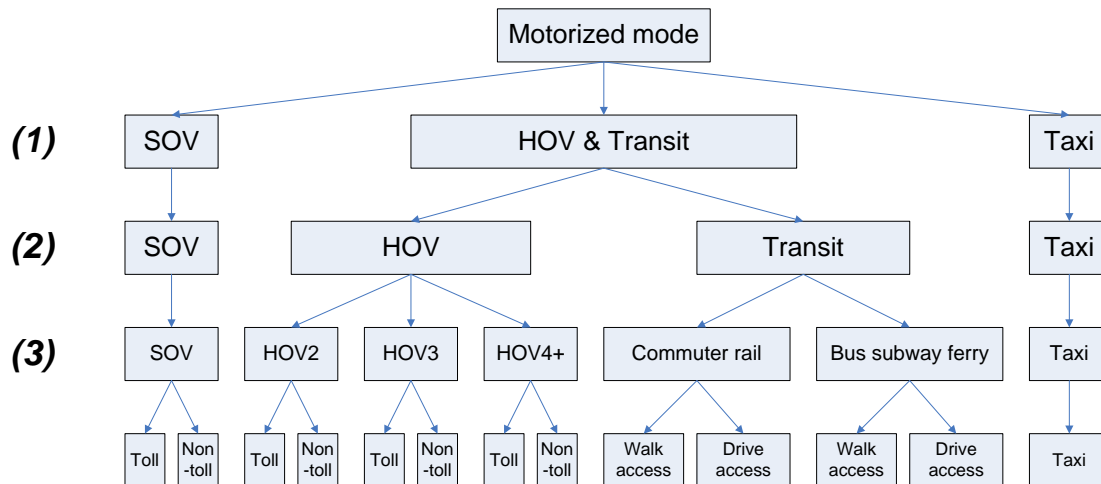 Motorized mode
(1)
SOV
HOV & Transit
Taxi
(2)
SOV
HOV
Transit
Taxi
(3)
SOV
HOV2
HOV3
HOV4+
Commuter rail
Bus subway ferry
Taxi
Toll
Non
-toll
Toll
Non
-toll
Toll
Non
-toll
Toll
Non
-toll
Walk
access
Drive
access
Walk
access
Drive
access
Taxi